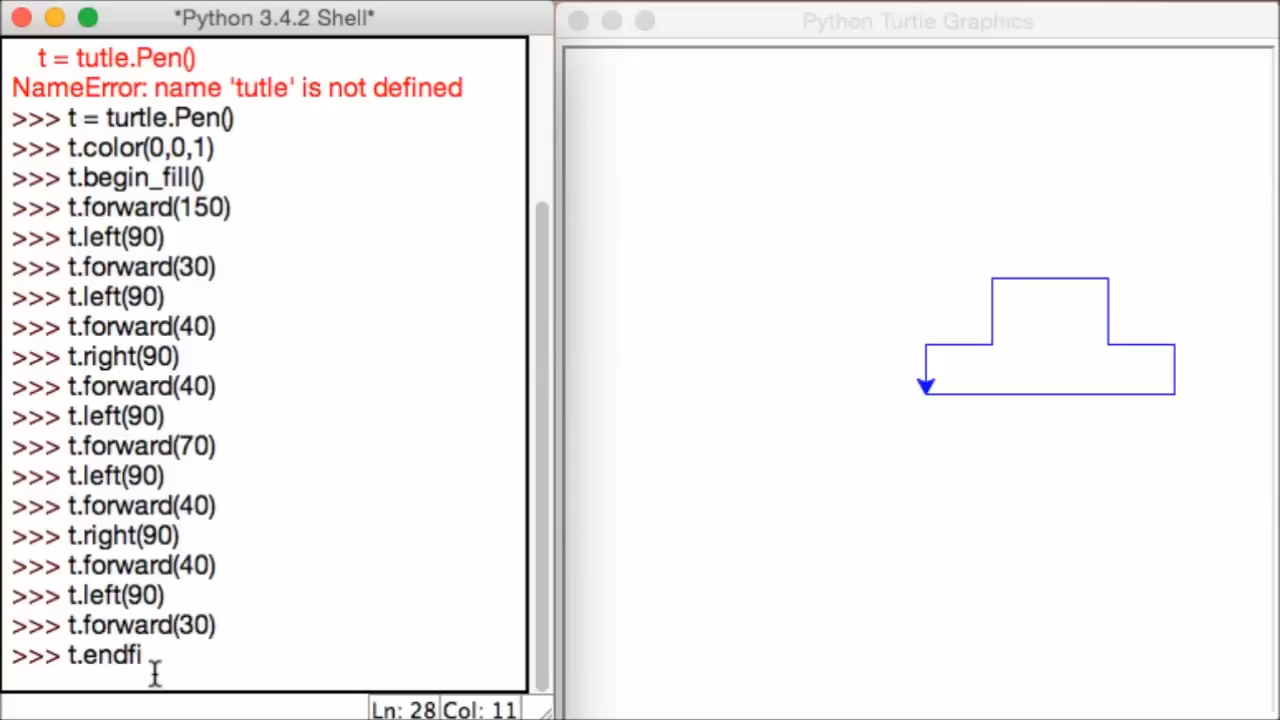 *Python 3.4.2 Shell*
t = tutle.Pen()
NameError: name 'tutle' is not defined
>>> t = turtle.Pen()
>>> t.color(0,0,1)
>>> t.begin_fill()
>>> t.forward(150)
>>> t.left(90)
>>> t.forward(30)
>>> t.left(90)
>>> t.forward(40)
>>> t.right(90)
>>> t.forward(40)
>>> t.left(90)
>>> t.forward(70)
>>> t.left(90)
>>> t.forward(40)
>>> t.right(90)
>>> t.forward(40)
>>> t.left(90)
>>> t.forward(30)
>>> t.endfi
Ln: 28 Col: 11
Python Turtle Graphics